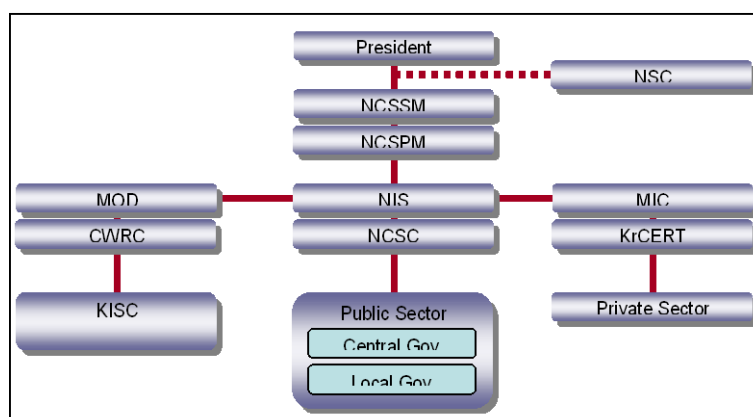 President
NSC
NCSSM
NCSPM
MOD
NIS
MIC
CWRC
NCSC
KrCERT
KISC
Public Sector
Private Sector
Central Gov
Local Gov